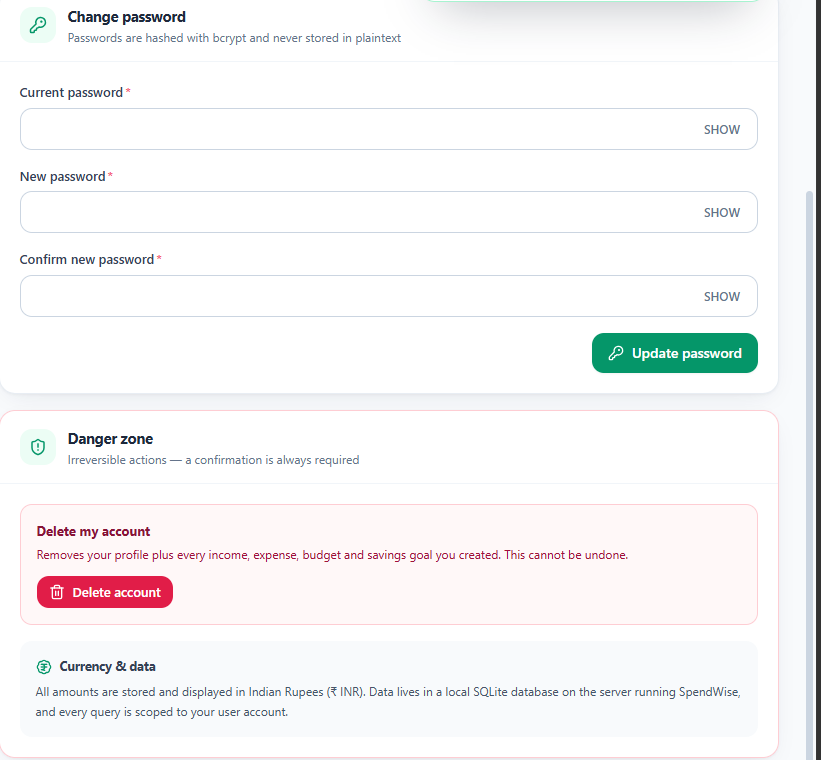 Change password
Passwords are hashed with bcrypt and never stored in plaintext
Current password *
SHOW
New password *
SHOW
Confirm new password *
SHOW
Update password
Danger zone
Irreversible actions — a confirmation is always required
Delete my account
Removes your profile plus every income, expense, budget and savings goal you created. This cannot be undone.
Delete account
Currency & data
All amounts are stored and displayed in Indian Rupees (₹ INR). Data lives in a local SQLite database on the server running SpendWise,
and every query is scoped to your user account.